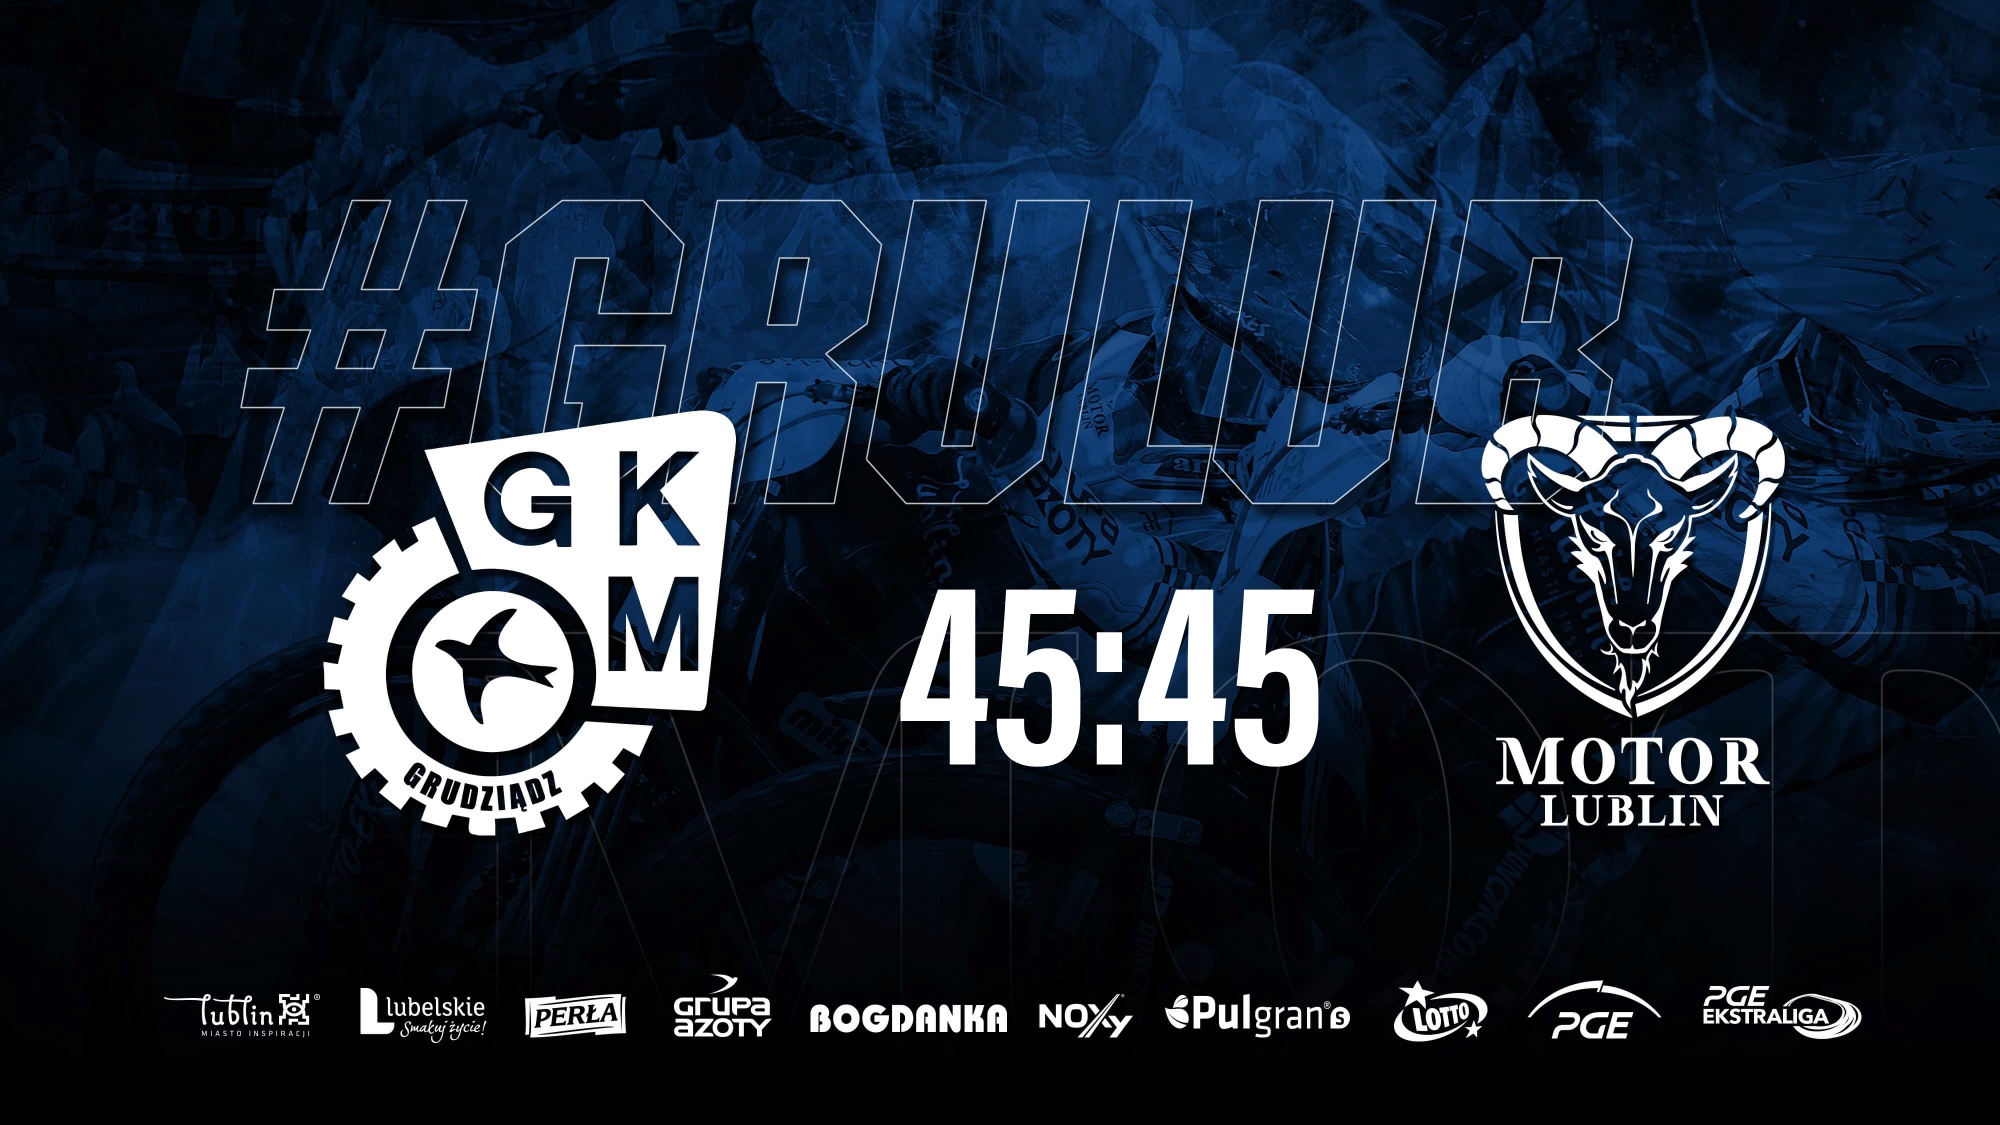 #GRULUB
G K
M
GRUDZIĄDZ
45:45
MOTOR
LUBLIN
MOT
lublin®
MIASTO INSPIRACJI
Lubelskie
Smakuj życie!
PERŁA
GRUPA
AZOTY
BOGDANKA
NOXY
Pulgran®S
LOTTO
PGE
PGE
EKSTRALIGA